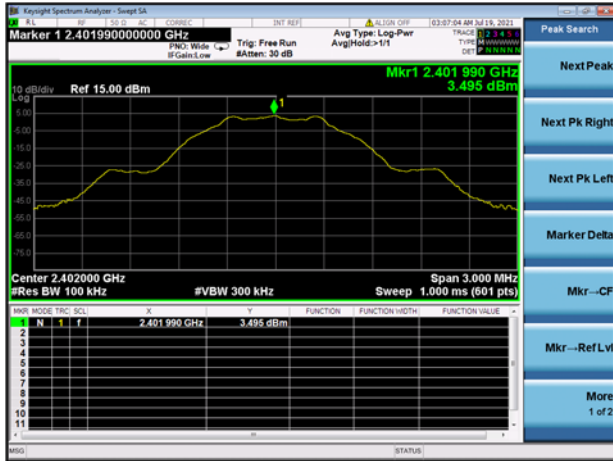 Keysight Spectrum Analyzer - Swept SA
RL RF 50 Ω AC CORREC INT REF ALIGN OFF 03:07:04 AM Jul 19, 2021
Marker 1 2.401990000000 GHz
PNO: Wide
IFGain:Low
Trig: Free Run
#Atten: 30 dB
Avg Type: Log-Pwr
Avg|Hold:>1/1
TRACE 1 2 3 4 5 6
TYPE M W W W W W
DET P N N N N N
Mkr1 2.401 990 GHz
3.495 dBm
10 dB/div Ref 15.00 dBm
Log
1
5.00
-5.00
-15.0
-25.0
-35.0
-45.0
-55.0
-65.0
-75.0
Center 2.402000 GHz Span 3.000 MHz
#Res BW 100 kHz #VBW 300 kHz Sweep 1.000 ms (601 pts)
MKR MODE TRC SCL X Y FUNCTION FUNCTION WIDTH FUNCTION VALUE
1 N 1 f 2.401 990 GHz 3.495 dBm
2
3
4
5
6
7
8
9
10
11
MSG STATUS
Peak Search
Next Peak
Next Pk Right
Next Pk Left
Marker Delta
Mkr→CF
Mkr→Ref Lvl
More
1 of 2